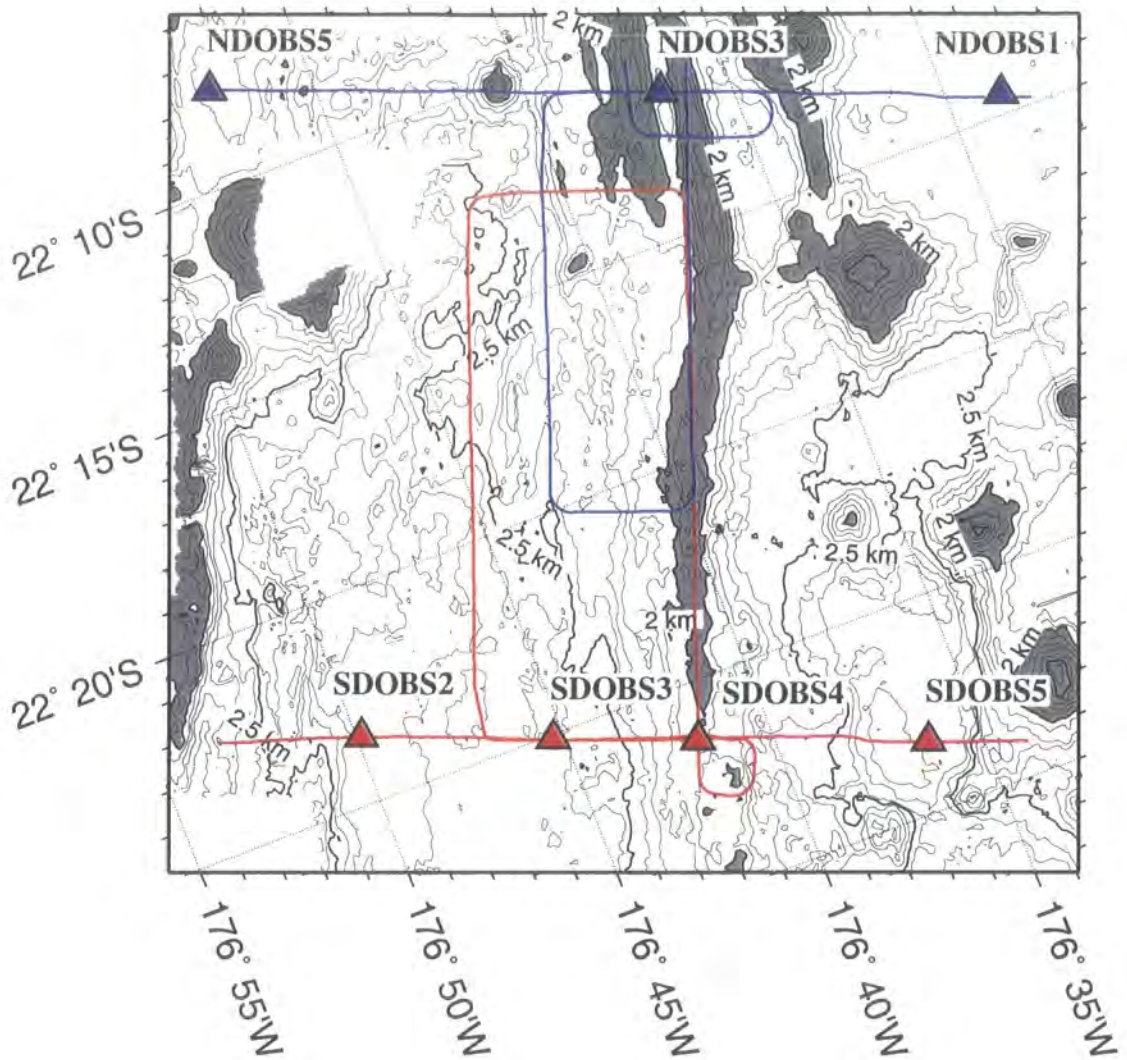 2 km
NDOBS5
NDOBS3
NDOBS1
2 km
2 km
2 km
22° 10'S
2.5 km
2.5 km
22° 15'S
2.5 km
2 km
2.5 km
2 km
2 km
22° 20'S
SDOBS2
SDOBS3
SDOBS4
SDOBS5
2.5 km
176° 55'W
176° 50'W
176° 45'W
176° 40'W
176° 35'W